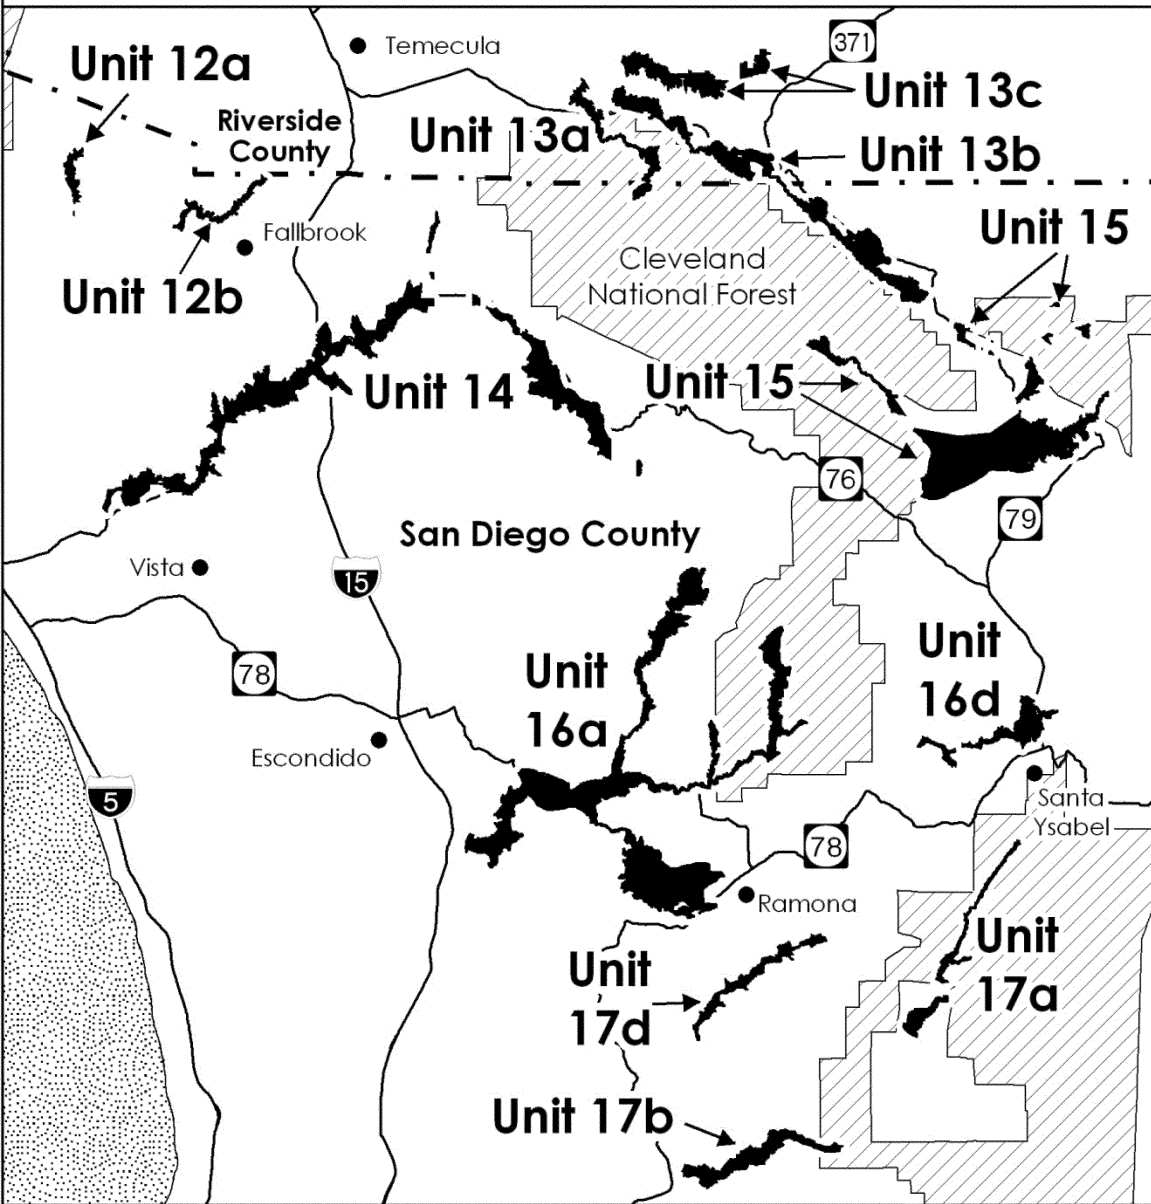 Temecula
371
Unit 12a
Unit 13c
Riverside
County
Unit 13a
Unit 13b
Unit 15
Fallbrook
Cleveland
National Forest
Unit 12b
Unit 14
Unit 15
76
79
San Diego County
Vista
15
Unit
16a
Unit
16d
78
Escondido
5
Santa
Ysabel
78
Ramona
Unit
17a
Unit
17d
Unit 17b